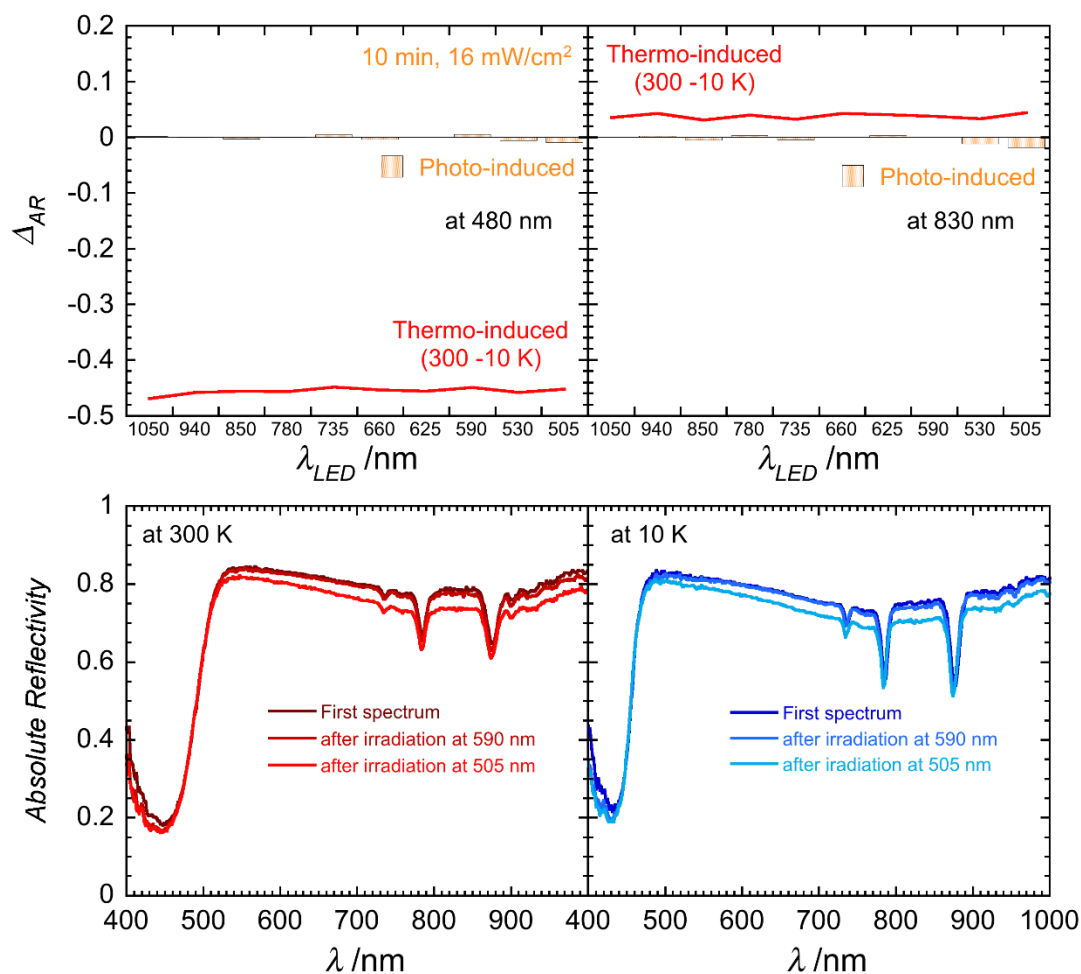 0.2
0.1
0
-0.1
-0.2
-0.3
-0.4
-0.5
Δ_AR
10 min, 16 mW/cm²
Photo-induced
at 480 nm
Thermo-induced
(300 -10 K)
Thermo-induced
(300 -10 K)
Photo-induced
at 830 nm
1050 940 850 780 735 660 625 590 530 505
1050 940 850 780 735 660 625 590 530 505
λ_LED /nm
λ_LED /nm
1
0.8
0.6
0.4
0.2
0
Absolute Reflectivity
at 300 K
First spectrum
after irradiation at 590 nm
after irradiation at 505 nm
at 10 K
First spectrum
after irradiation at 590 nm
after iradiation at 505 nm
400 500 600 700 800 900 400 500 600 700 800 900 1000
λ /nm
λ /nm